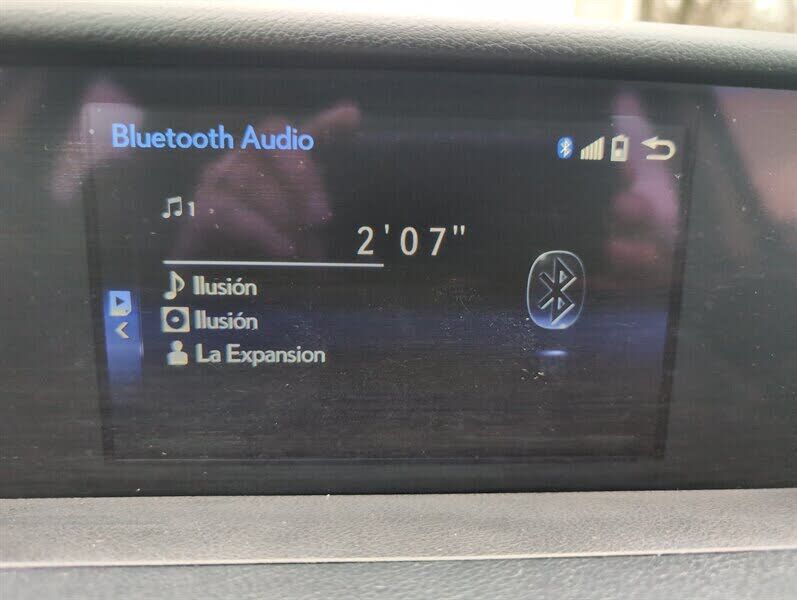 Bluetooth Audio
1
2'07"
Ilusión
Ilusión
La Expansion